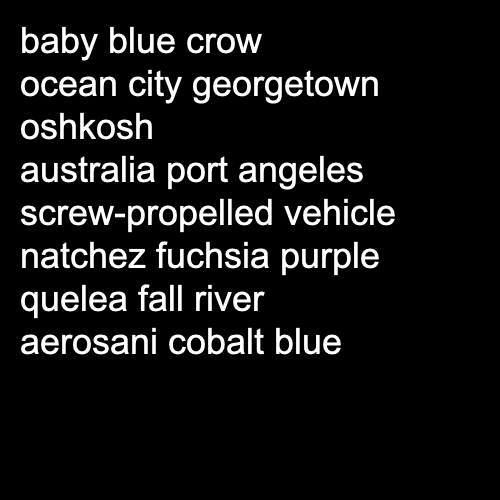 baby blue crow
ocean city georgetown
oshkosh
australia port angeles
screw-propelled vehicle
natchez fuchsia purple
quelea fall river
aerosani cobalt blue